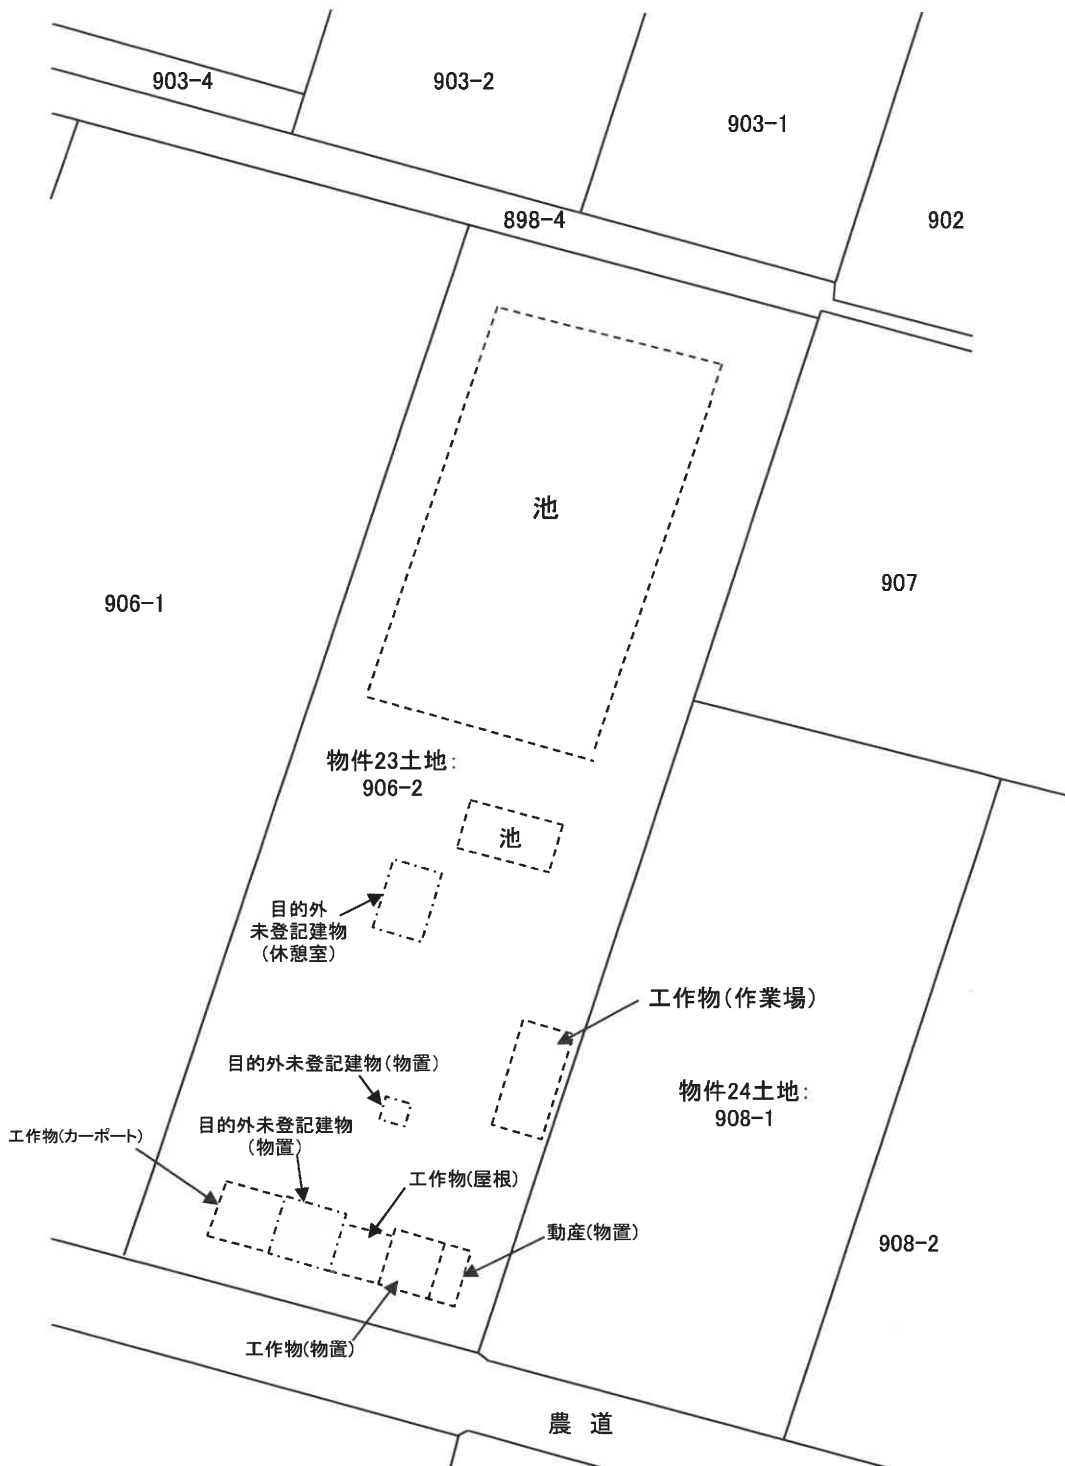 903-4
903-2
903-1
898-4
902
池
906-1
907
物件23土地:
906-2
池
目的外
未登記建物
(休憩室)
工作物(作業場)
目的外未登記建物(物置)
物件24土地:
908-1
目的外未登記建物
(物置)
工作物(カーポート)
工作物(屋根)
動産(物置)
908-2
工作物(物置)
農 道